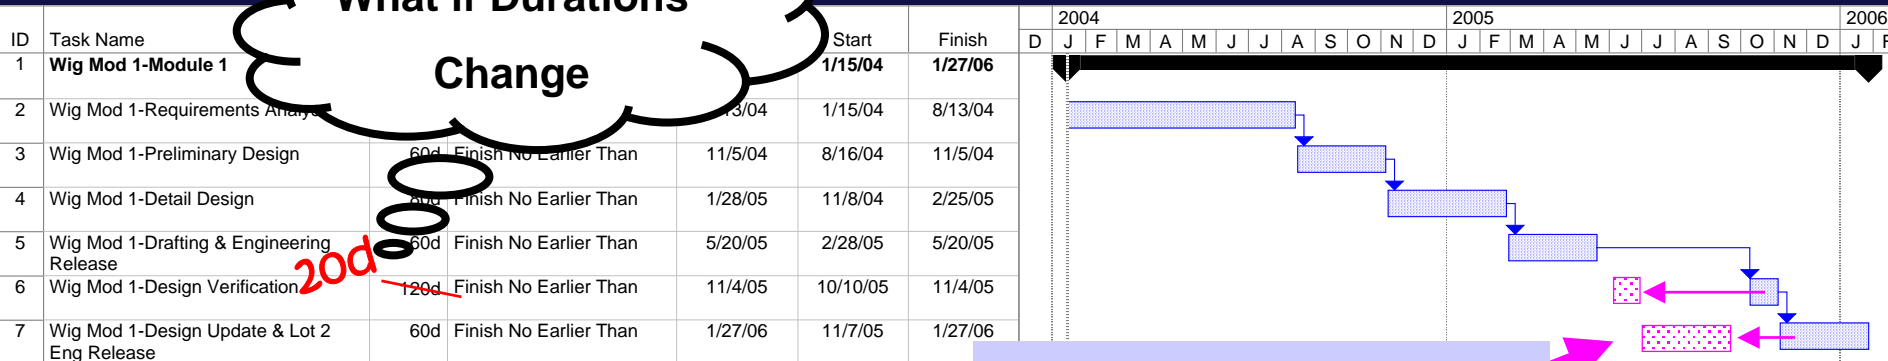 What if Durations
Change
2004 2005 2006
ID Task Name Start Finish D J F M A M J J A S O N D J F M A M J J A S O N D J F
1 Wig Mod 1-Module 1 1/15/04 1/27/06
2 Wig Mod 1-Requirements 1/15/04 8/13/04
3 Wig Mod 1-Preliminary Design 60d Finish No Earlier Than 11/5/04 8/16/04 11/5/04
4 Wig Mod 1-Detail Design 80d Finish No Earlier Than 1/28/05 11/8/04 2/25/05
5 Wig Mod 1-Drafting & Engineering 60d Finish No Earlier Than 5/20/05 2/28/05 5/20/05
Release
20d
6 Wig Mod 1-Design Verification 120d Finish No Earlier Than 11/4/05 10/10/05 11/4/05
7 Wig Mod 1-Design Update & Lot 2 60d Finish No Earlier Than 1/27/06 11/7/05 1/27/06
Eng Release